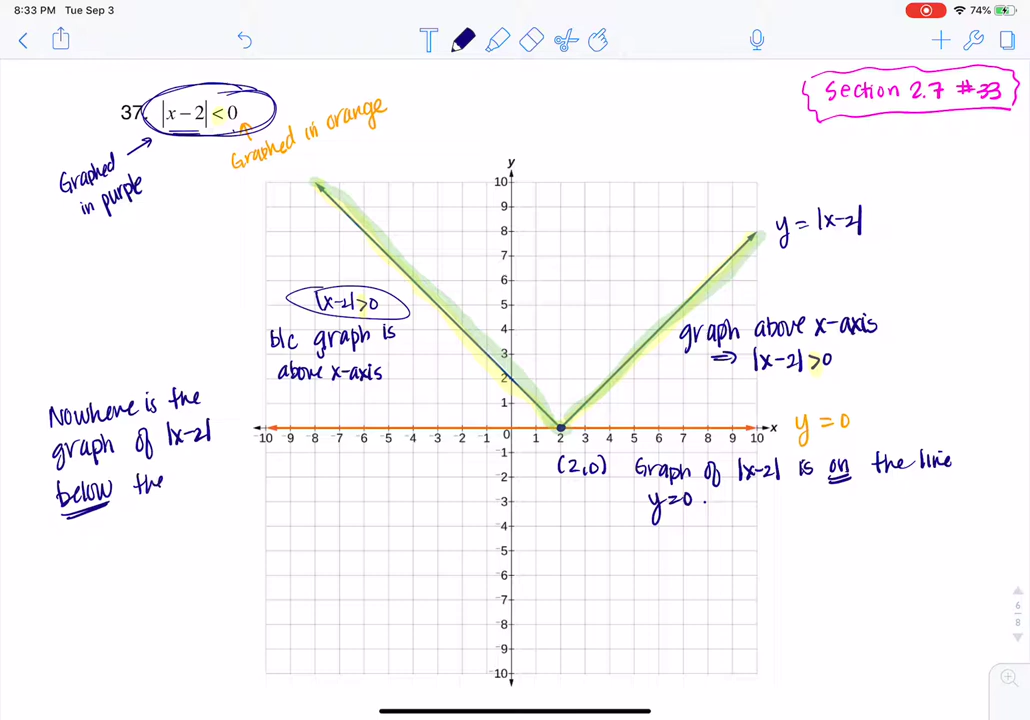 8:33 PM Tue Sep 3
74%
T
Section 2.7 #33
37. |x − 2| < 0
Graphed in orange
Graphed
in purple
y
10
9
8
7
6
5
4
3
2
1
y = |x-2|
|x-2| > 0
b/c graph is
above x-axis
graph above x-axis
⇒ |x-2| > 0
Nowhere is the
graph of |x-2|
below the
y = 0
-10 -9 -8 -7 -6 -5 -4 -3 -2 -1 0 1 2 3 4 5 6 7 8 9 10 x
(2,0) Graph of |x-2| is on the line
y=0.
-1
-2
-3
-4
-5
-6
-7
-8
-9
-10
6
8